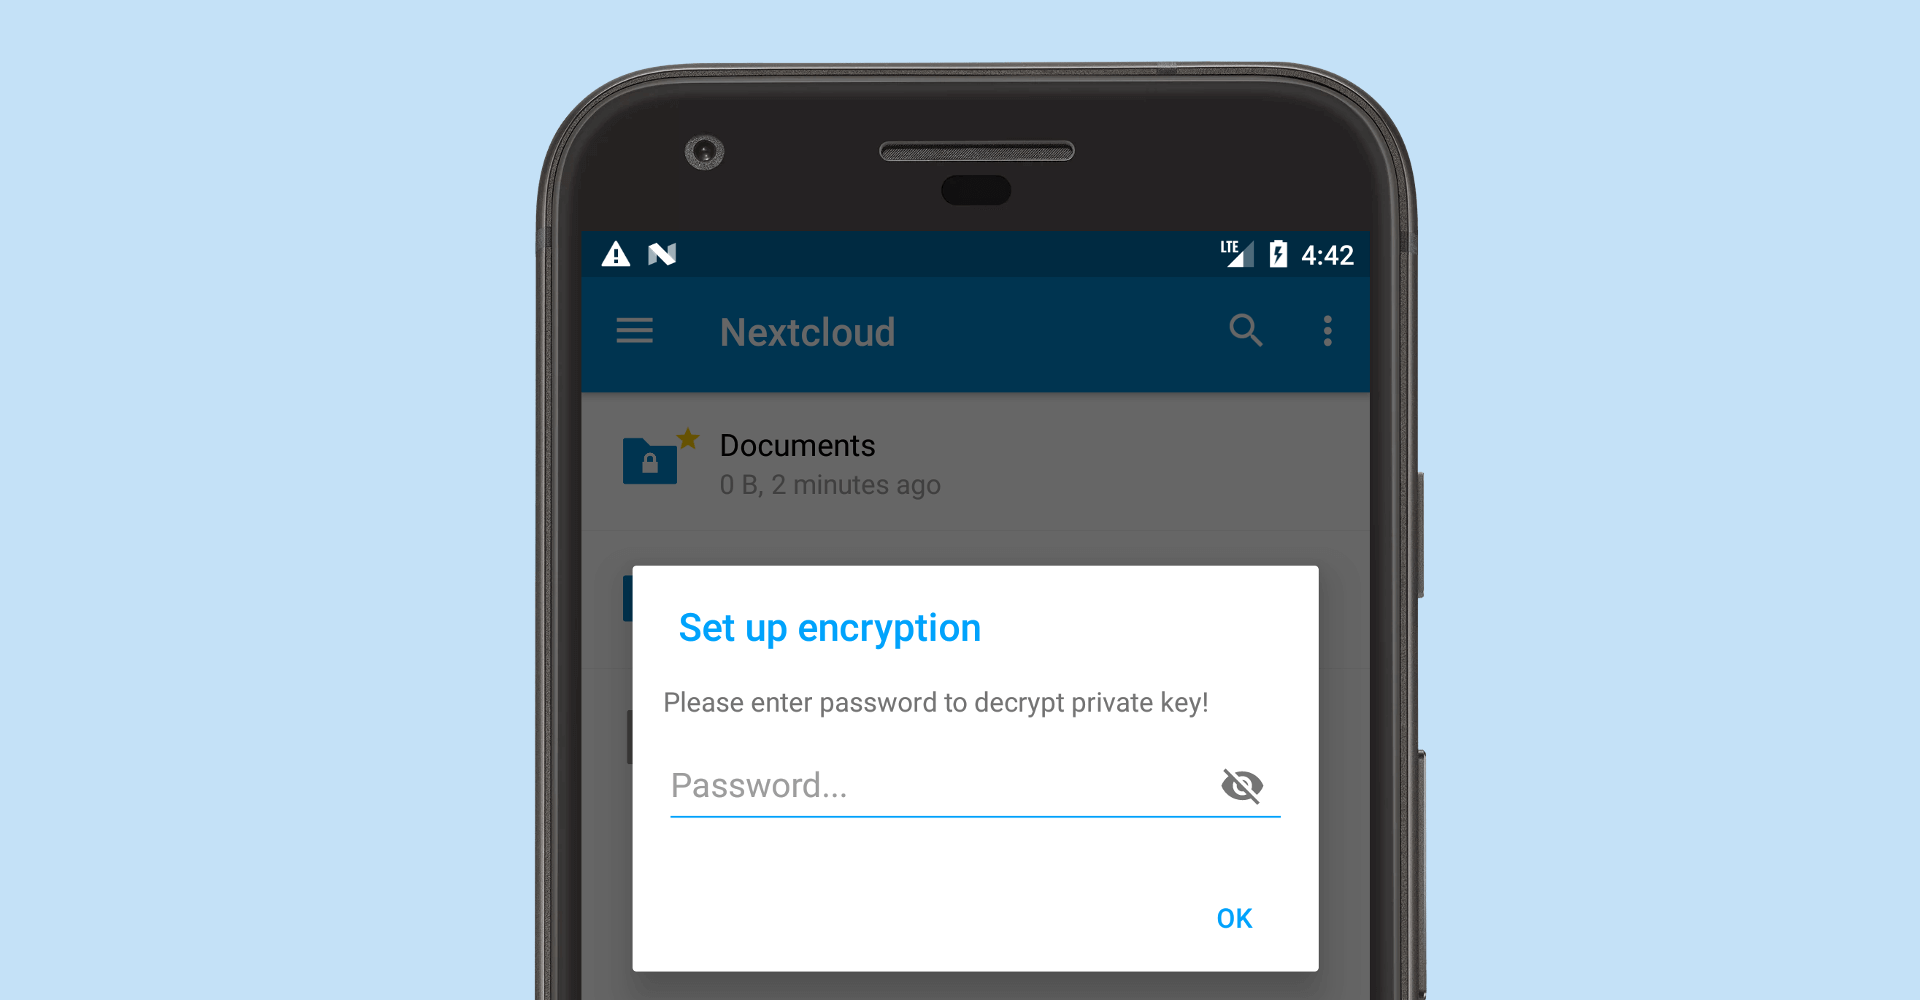 LTE 4:42
Nextcloud
Documents
0 B, 2 minutes ago
Set up encryption
Please enter password to decrypt private key!
Password...
OK